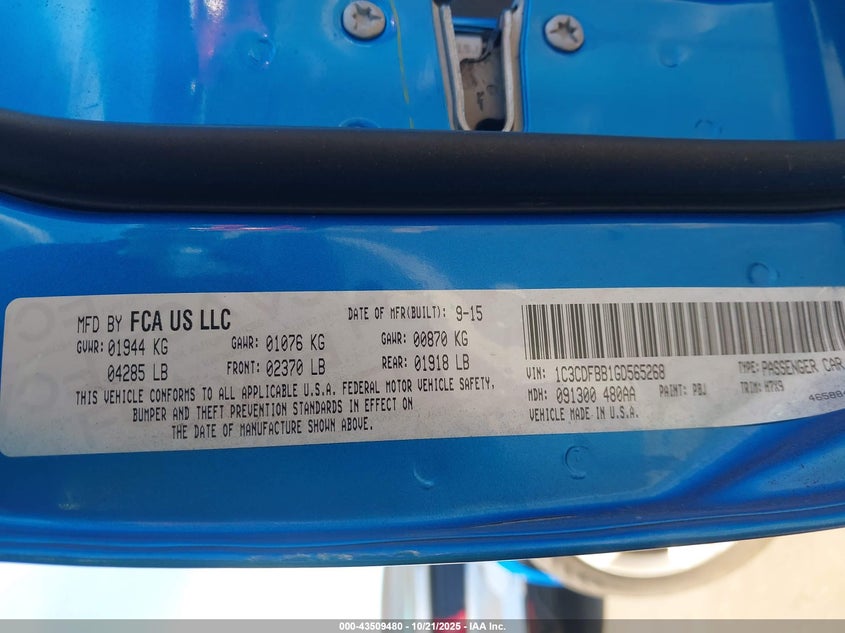 MFD BY FCA US LLC
DATE OF MFR(BUILT): 9-15
GVWR: 01944 KG GAWR: 01076 KG GAWR: 00870 KG
04285 LB FRONT: 02370 LB REAR: 01918 LB
THIS VEHICLE CONFORMS TO ALL APPLICABLE U.S.A. FEDERAL MOTOR VEHICLE SAFETY,
BUMPER AND THEFT PREVENTION STANDARDS IN EFFECT ON
THE DATE OF MANUFACTURE SHOWN ABOVE.
VIN: 1C3CDFBB1GD565268 TYPE: PASSENGER CAR
MDH: 091300 480AA PAINT: PBJ TRIM: H7X9
VEHICLE MADE IN U.S.A.
000-43509480 | 10/21/2025 | IAA Inc.